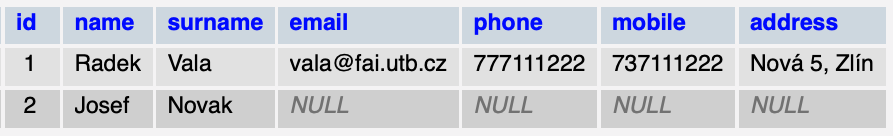 id name surname email phone mobile address
1 Radek Vala vala@fai.utb.cz 777111222 737111222 Nová 5, Zlín
2 Josef Novak NULL NULL NULL NULL